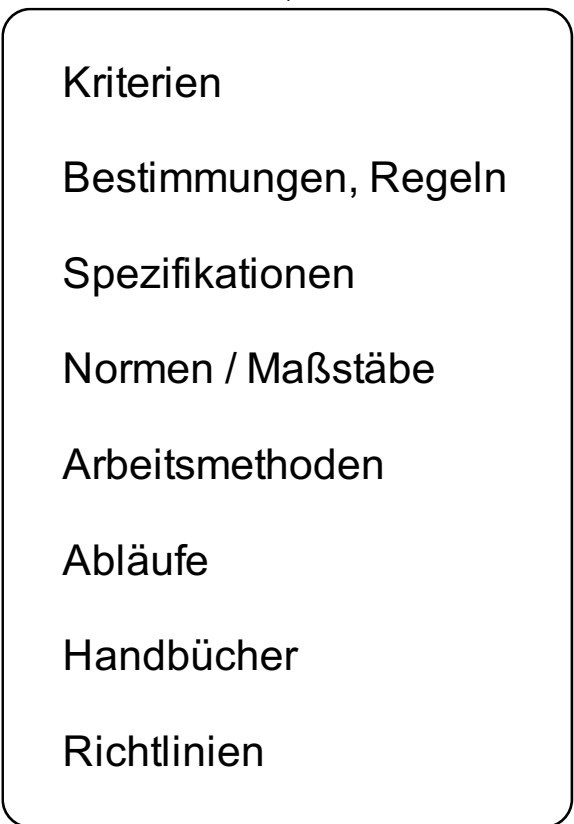 Kriterien
Bestimmungen, Regeln
Spezifikationen
Normen / Maßstäbe
Arbeitsmethoden
Abläufe
Handbücher
Richtlinien